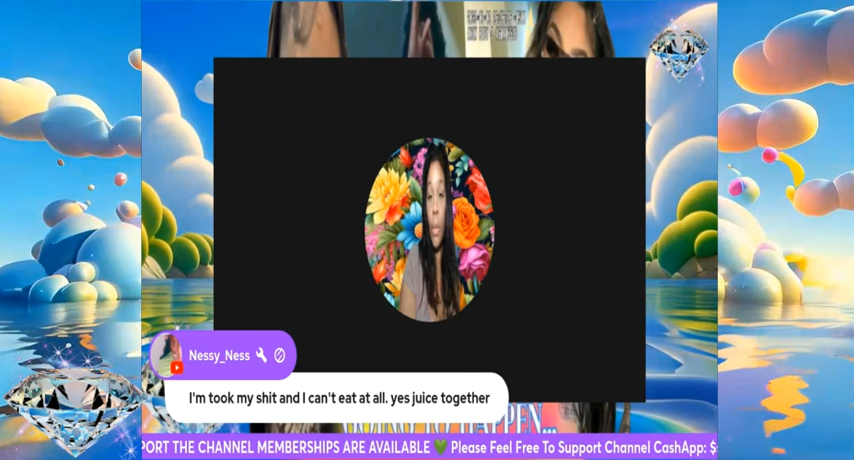 Nessy_Ness
I'm took my shit and I can't eat at all. yes juice together
PORT THE CHANNEL MEMBERSHIPS ARE AVAILABLE 💚 Please Feel Free To Support Channel CashApp: $